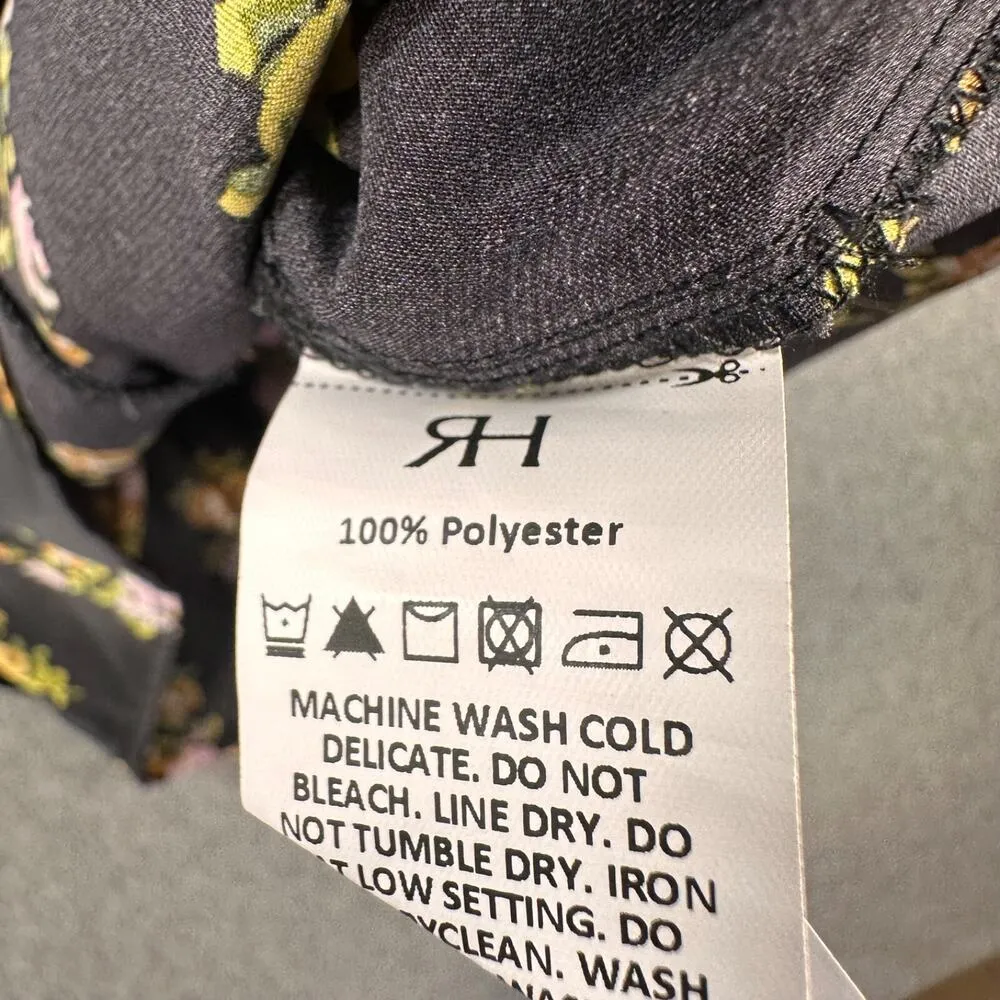 RH
100% Polyester
MACHINE WASH COLD
DELICATE. DO NOT
BLEACH. LINE DRY. DO
NOT TUMBLE DRY. IRON
LOW SETTING. DO
WASH